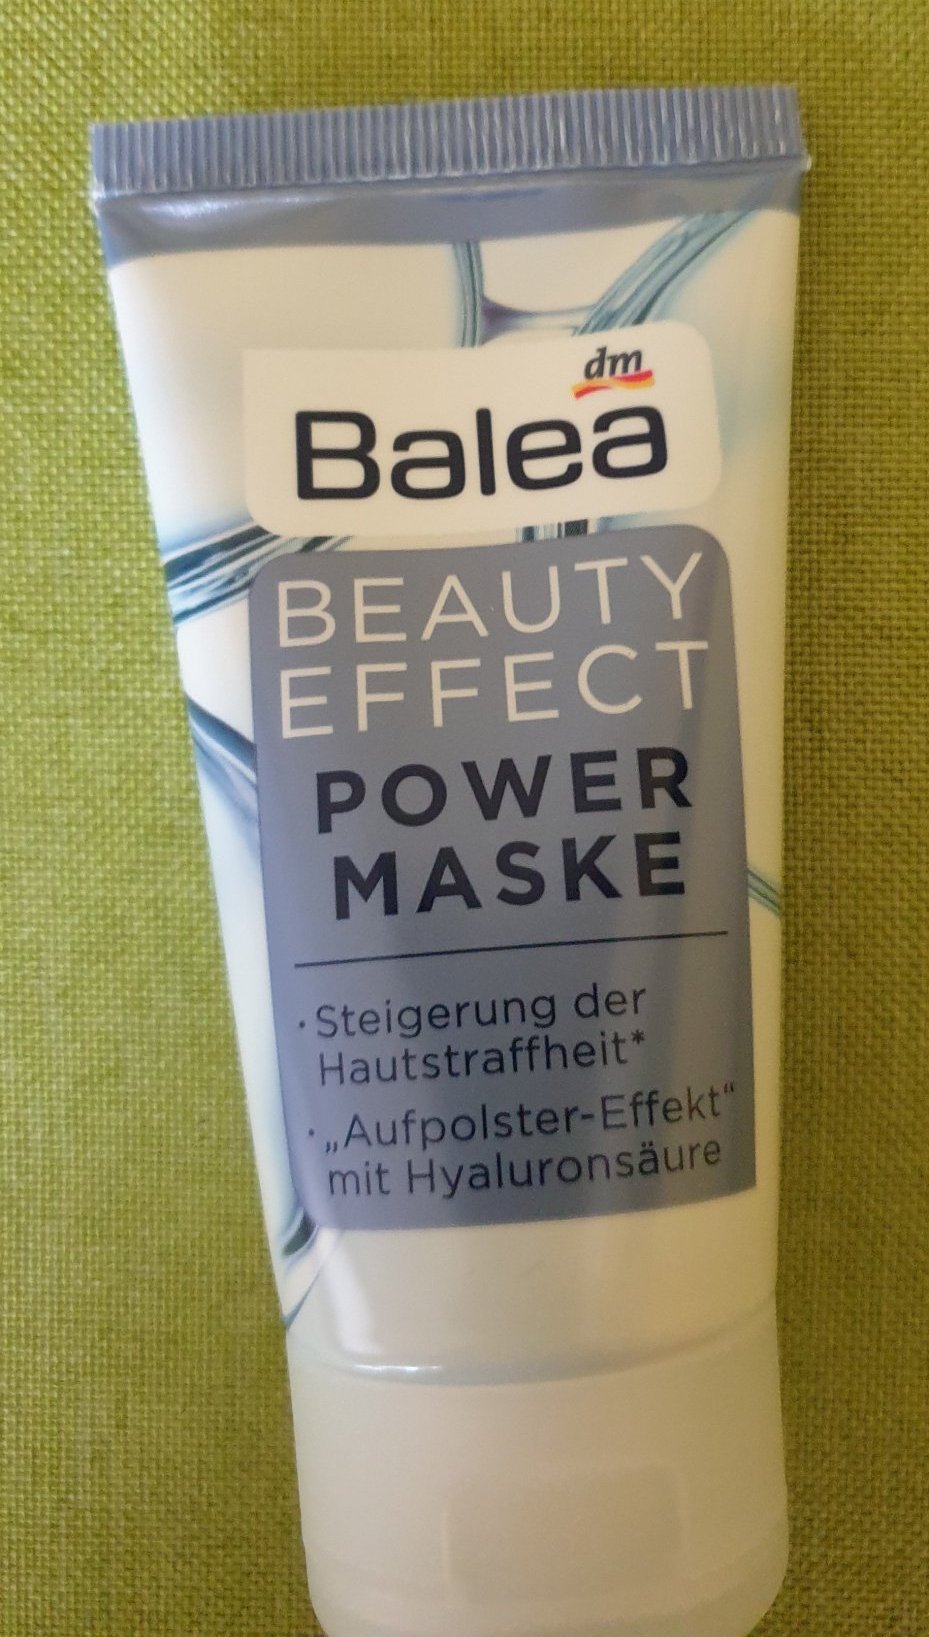 dm
Balea
BEAUTY
EFFECT
POWER
MASKE
· Steigerung der
Hautstraffheit*
· „Aufpolster-Effekt“
mit Hyaluronsäure